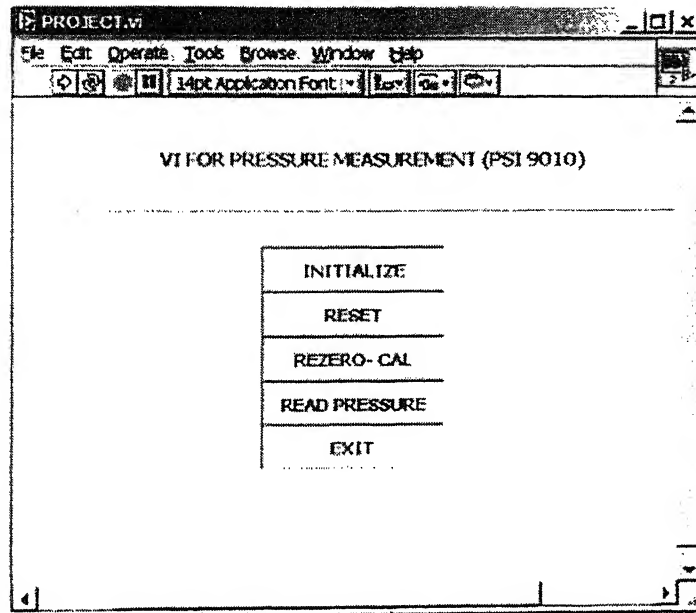 PROJECT.vi
File Edit Operate Tools Browse Window Help
14pt Application Font
VI FOR PRESSURE MEASUREMENT (PSI 9010)
INITIALIZE
RESET
REZERO- CAL
READ PRESSURE
EXIT